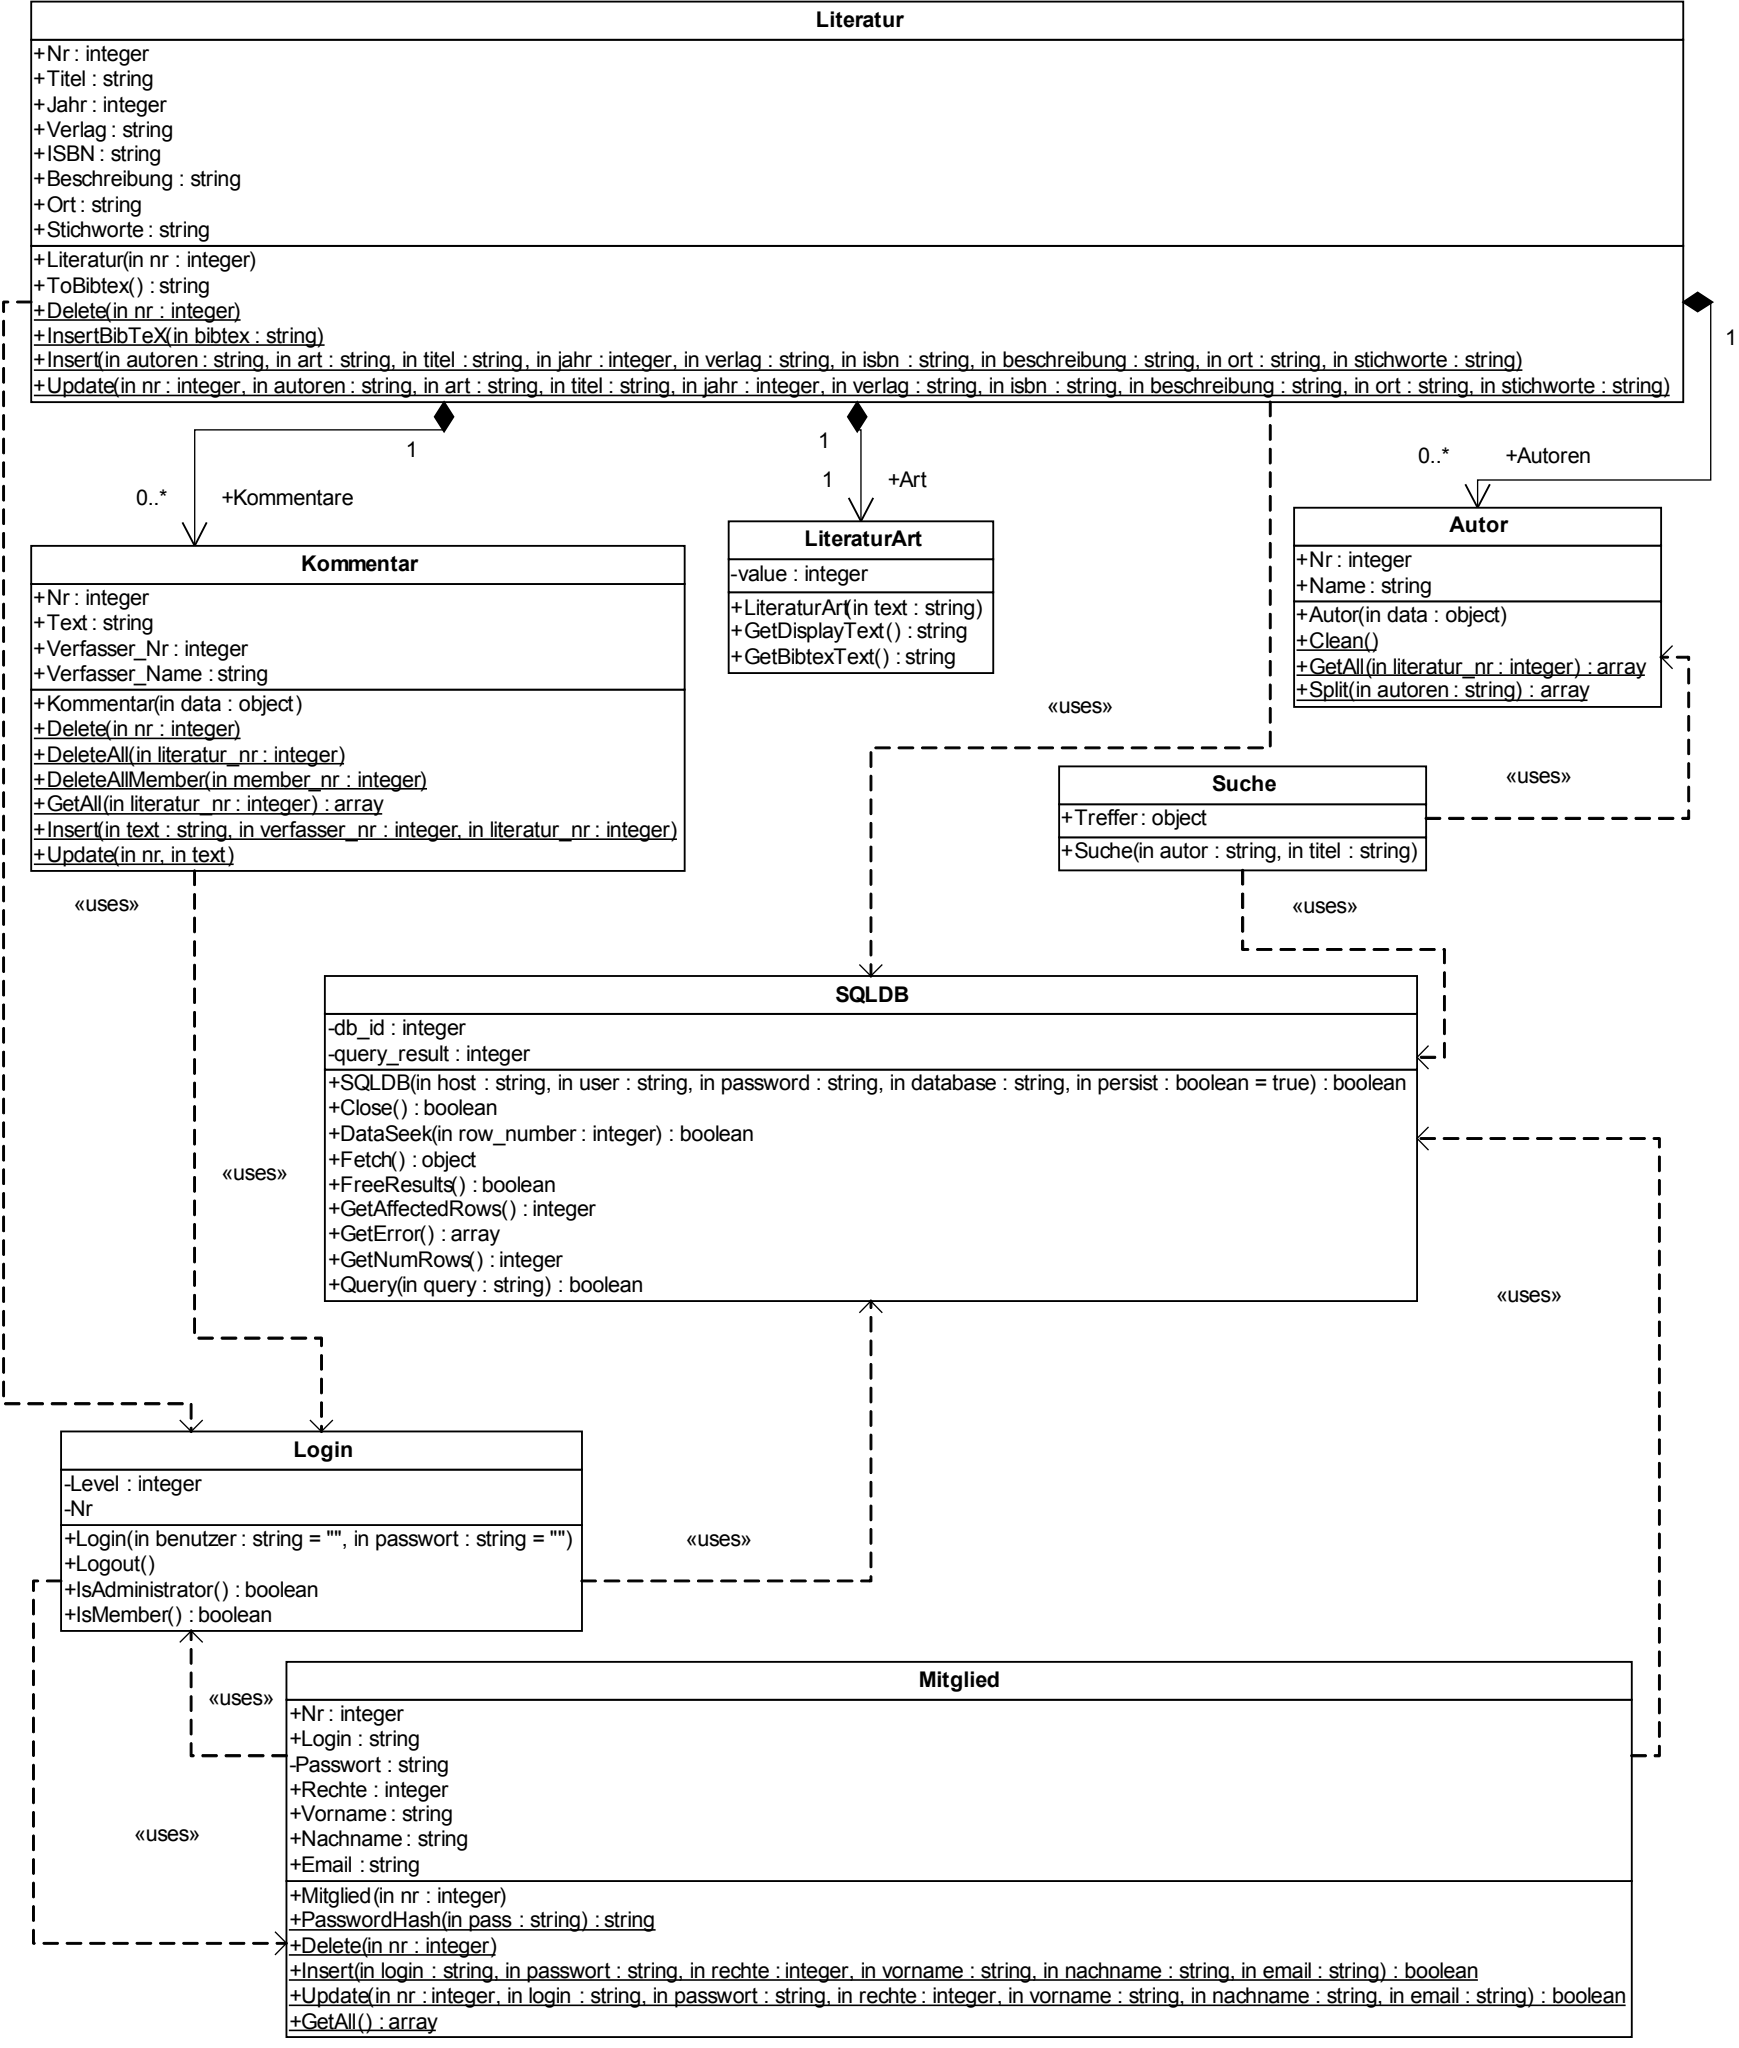 Literatur
+Nr : integer
+Titel : string
+Jahr : integer
+Verlag : string
+ISBN : string
+Beschreibung : string
+Ort : string
+Stichworte : string
+Literatur(in nr : integer)
+ToBibtex() : string
+Delete(in nr : integer)
+InsertBibTeX(in bibtex : string)
+Insert(in autoren : string, in art : string, in titel : string, in jahr : integer, in verlag : string, in isbn : string, in beschreibung : string, in ort : string, in stichworte : string)
+Update(in nr : integer, in autoren : string, in art : string, in titel : string, in jahr : integer, in verlag : string, in isbn : string, in beschreibung : string, in ort : string, in stichworte : string)
1
1
0..*
+Kommentare
1
1
+Art
0..*
+Autoren
Kommentar
+Nr : integer
+Text : string
+Verfasser_Nr : integer
+Verfasser_Name : string
+Kommentar(in data : object)
+Delete(in nr : integer)
+DeleteAll(in literatur_nr : integer)
+DeleteAllMember(in member_nr : integer)
+GetAll(in literatur_nr : integer) : array
+Insert(in text : string, in verfasser_nr : integer, in literatur_nr : integer)
+Update(in nr, in text)
LiteraturArt
-value : integer
+LiteraturArt(in text : string)
+GetDisplayText() : string
+GetBibtexText() : string
Autor
+Nr : integer
+Name : string
+Autor(in data : object)
+Clean()
+GetAll(in literatur_nr : integer) : array
+Split(in autoren : string) : array
«uses»
«uses»
Suche
+Treffer : object
+Suche(in autor : string, in titel : string)
«uses»
«uses»
«uses»
SQLDB
-db_id : integer
-query_result : integer
+SQLDB(in host : string, in user : string, in password : string, in database : string, in persist : boolean = true) : boolean
+Close() : boolean
+DataSeek(in row_number : integer) : boolean
+Fetch() : object
+FreeResults() : boolean
+GetAffectedRows() : integer
+GetError() : array
+GetNumRows() : integer
+Query(in query : string) : boolean
«uses»
Login
-Level : integer
-Nr
+Login(in benutzer : string = "", in passwort : string = "")
+Logout()
+IsAdministrator() : boolean
+IsMember() : boolean
«uses»
«uses»
«uses»
Mitglied
+Nr : integer
+Login : string
-Passwort : string
+Rechte : integer
+Vorname : string
+Nachname : string
+Email : string
+Mitglied(in nr : integer)
+PasswordHash(in pass : string) : string
+Delete(in nr : integer)
+Insert(in login : string, in passwort : string, in rechte : integer, in vorname : string, in nachname : string, in email : string) : boolean
+Update(in nr : integer, in login : string, in passwort : string, in rechte : integer, in vorname : string, in nachname : string, in email : string) : boolean
+GetAll() : array